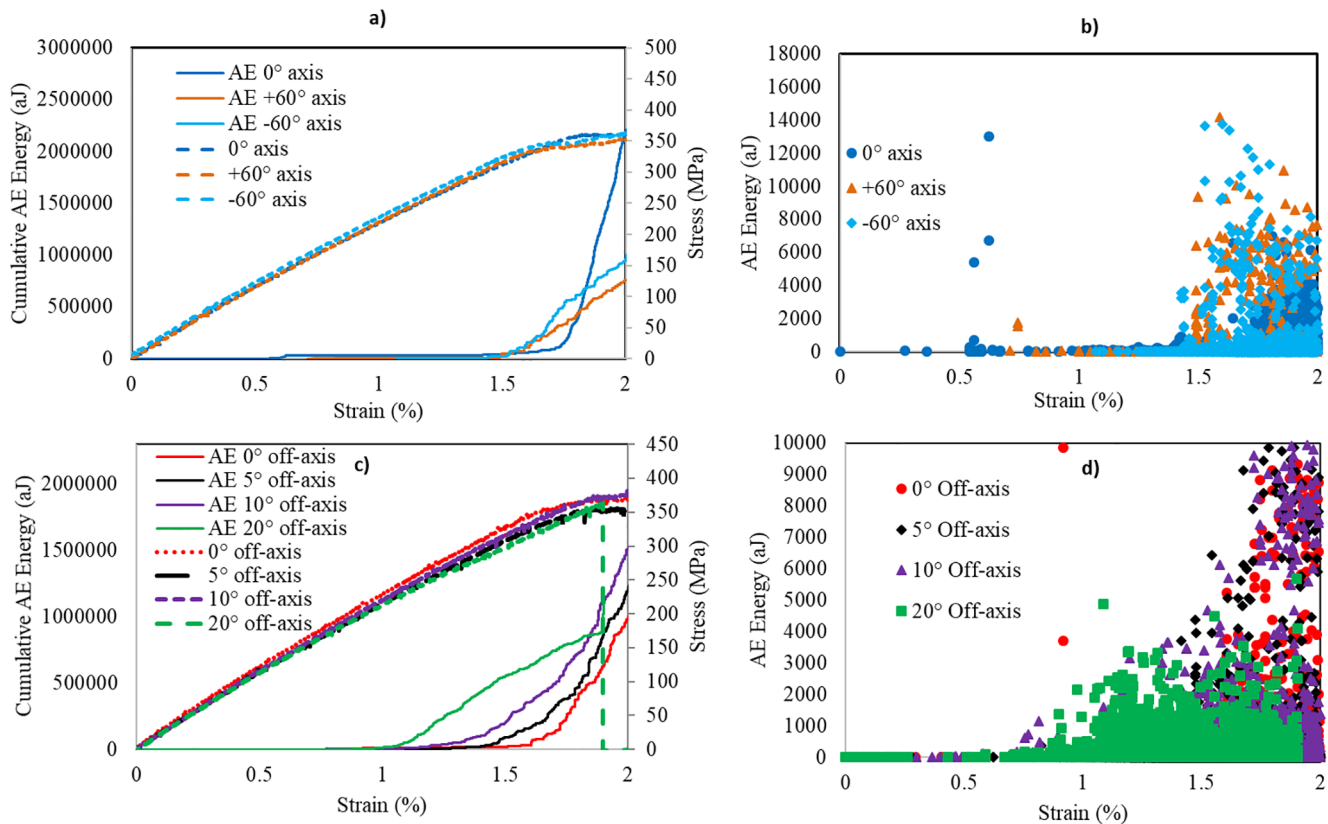 a)
Cumulative AE Energy (aJ)
3000000
2500000
2000000
1500000
1000000
500000
0
AE 0° axis
AE +60° axis
AE -60° axis
0° axis
+60° axis
-60° axis
500
450
400
350
300
250
200
150
100
50
0
Stress (MPa)
0 0.5 1 1.5 2
Strain (%)
b)
AE Energy (aJ)
18000
16000
14000
12000
10000
8000
6000
4000
2000
0
0° axis
+60° axis
-60° axis
0 0.5 1 1.5 2
Strain (%)
c)
Cumulative AE Energy (aJ)
2000000
1500000
1000000
500000
0
AE 0° off-axis
AE 5° off-axis
AE 10° off-axis
AE 20° off-axis
0° off-axis
5° off-axis
10° off-axis
20° off-axis
450
400
350
300
250
200
150
100
50
0
Stress (MPa)
0 0.5 1 1.5 2
Strain (%)
d)
AE Energy (aJ)
10000
9000
8000
7000
6000
5000
4000
3000
2000
1000
0
0° Off-axis
5° Off-axis
10° Off-axis
20° Off-axis
0 0.5 1 1.5 2
Strain (%)